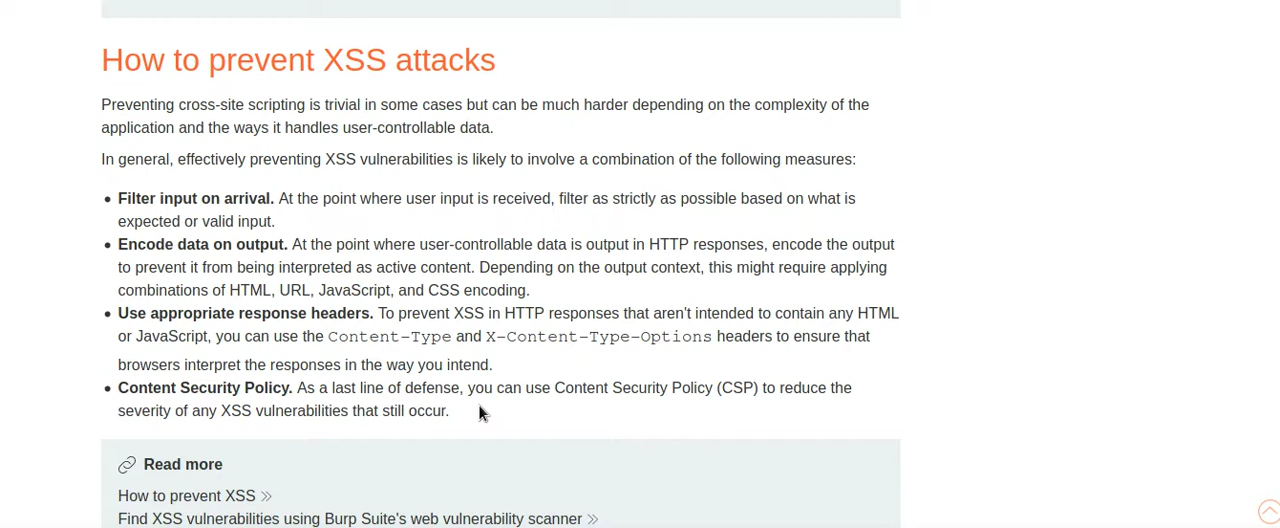 How to prevent XSS attacks
Preventing cross-site scripting is trivial in some cases but can be much harder depending on the complexity of the
application and the ways it handles user-controllable data.
In general, effectively preventing XSS vulnerabilities is likely to involve a combination of the following measures:
• Filter input on arrival. At the point where user input is received, filter as strictly as possible based on what is
expected or valid input.
• Encode data on output. At the point where user-controllable data is output in HTTP responses, encode the output
to prevent it from being interpreted as active content. Depending on the output context, this might require applying
combinations of HTML, URL, JavaScript, and CSS encoding.
• Use appropriate response headers. To prevent XSS in HTTP responses that aren't intended to contain any HTML
or JavaScript, you can use the Content-Type and X-Content-Type-Options headers to ensure that
browsers interpret the responses in the way you intend.
• Content Security Policy. As a last line of defense, you can use Content Security Policy (CSP) to reduce the
severity of any XSS vulnerabilities that still occur.
Read more
How to prevent XSS »
Find XSS vulnerabilities using Burp Suite's web vulnerability scanner »